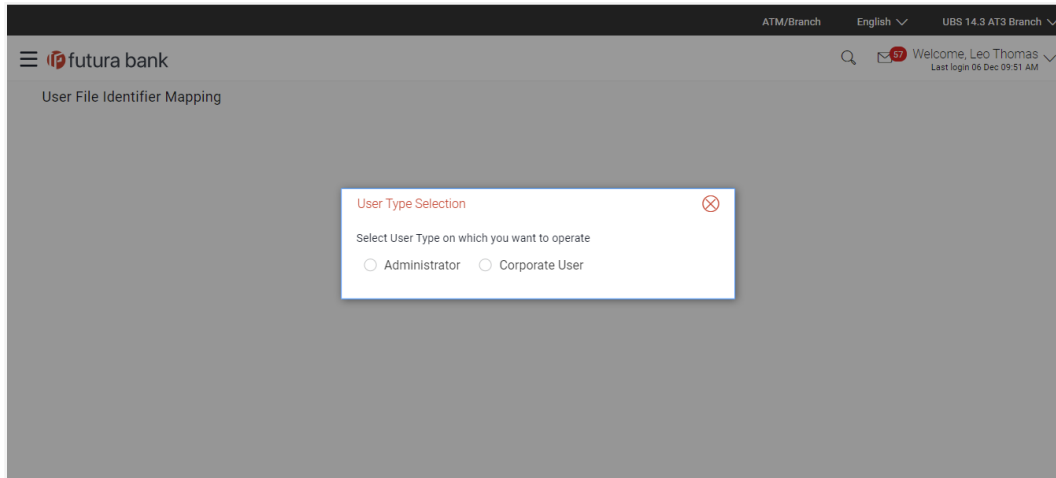 ATM/Branch English UBS 14.3 AT3 Branch
futura bank 57 Welcome, Leo Thomas
Last login 06 Dec 09:51 AM
User File Identifier Mapping
User Type Selection
Select User Type on which you want to operate
Administrator Corporate User